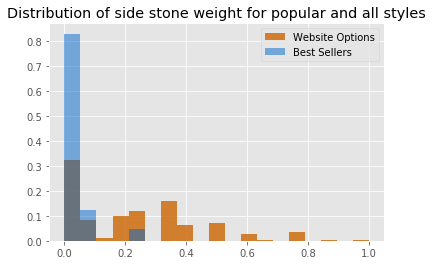 Distribution of side stone weight for popular and all styles
Website Options
Best Sellers
0.8
0.7
0.6
0.5
0.4
0.3
0.2
0.1
0.0
0.0 0.2 0.4 0.6 0.8 1.0